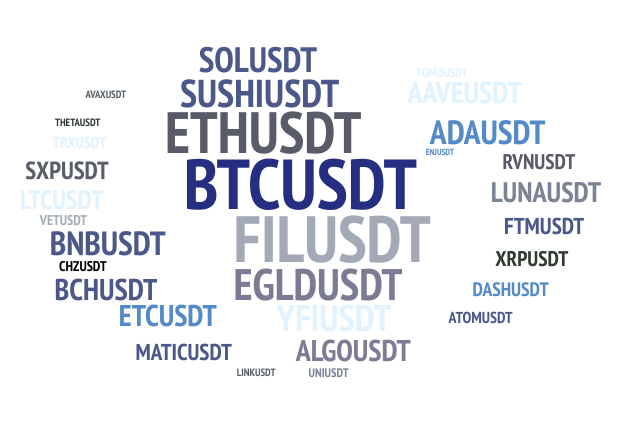 SOLUSDT
TOMOUSDT
SUSHIUSDT
AAVEUSDT
AVAXUSDT
THETAUSDT
ETHUSDT
ADAUSDT
TRXUSDT
ENJUSDT
RVNUSDT
SXPUSDT
BTCUSDT
LUNAUSDT
LTCUSDT
VETUSDT
FTMUSDT
FILUSDT
BNBUSDT
XRPUSDT
CHZUSDT
EGLDUSDT
BCHUSDT
DASHUSDT
ETCUSDT
YFIUSDT
ATOMUSDT
MATICUSDT
ALGOUSDT
LINKUSDT
UNIUSDT